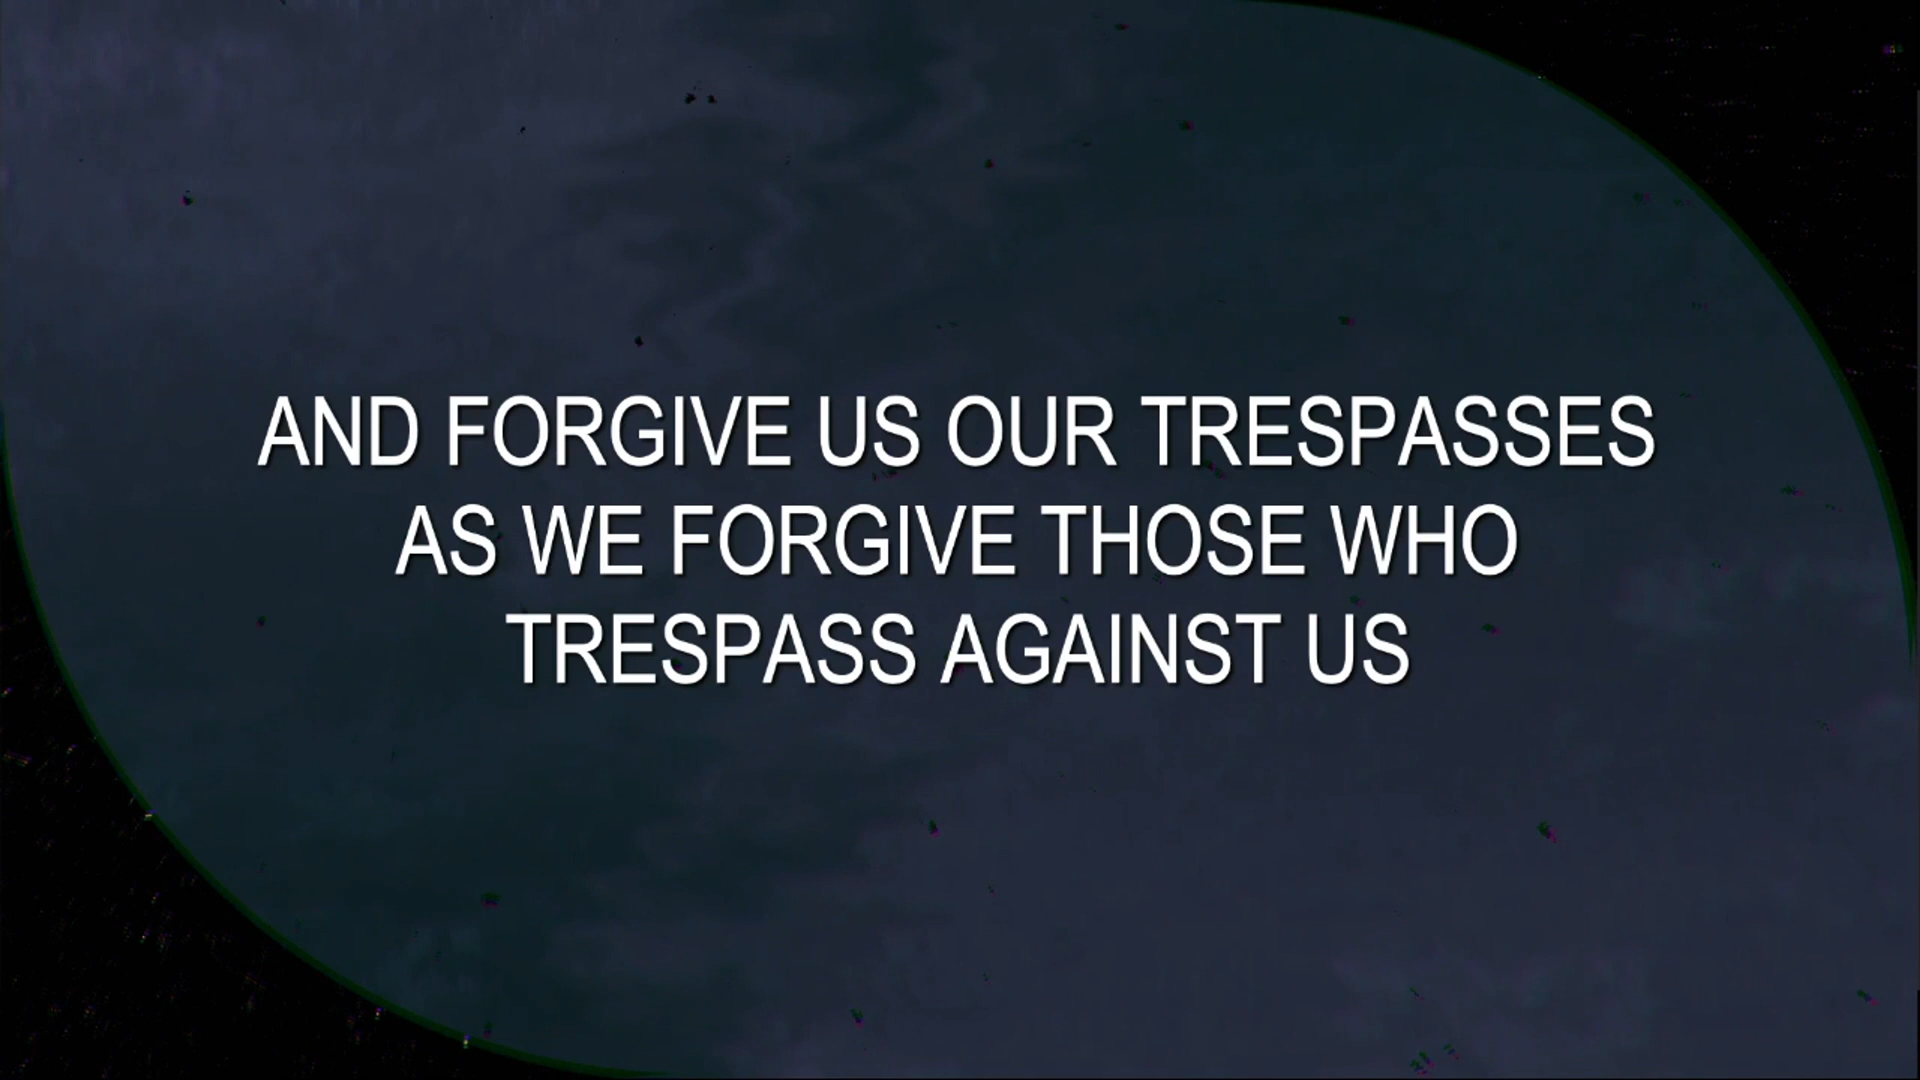 AND FORGIVE US OUR TRESPASSES
AS WE FORGIVE THOSE WHO
TRESPASS AGAINST US